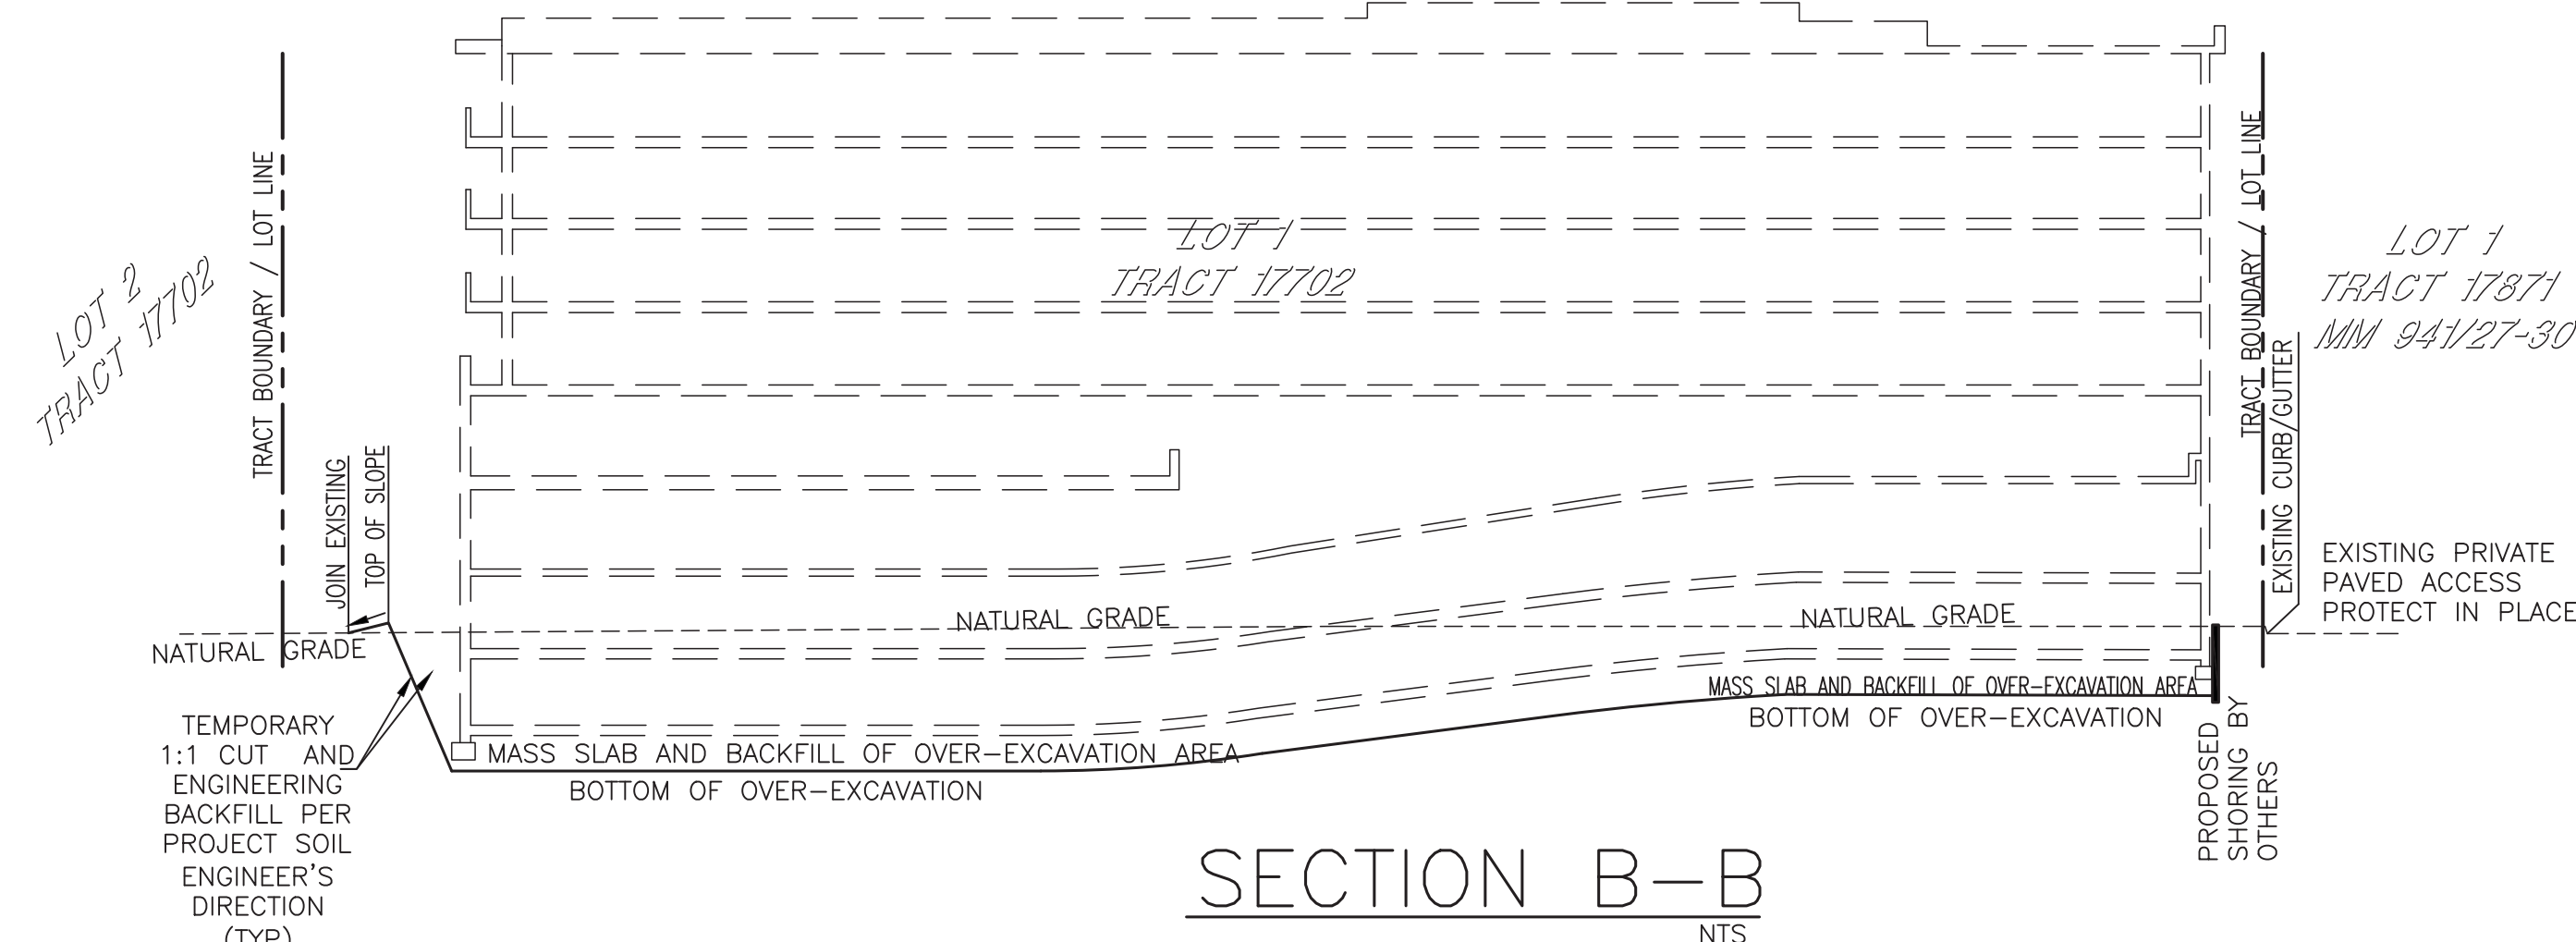 LOT 2
TRACT 17702
TRACT BOUNDARY / LOT LINE
JOIN EXISTING
TOP OF SLOPE
NATURAL GRADE
TEMPORARY
1:1 CUT AND
ENGINEERING
BACKFILL PER
PROJECT SOIL
ENGINEER'S
DIRECTION
(TYP)
LOT 1
TRACT 17702
NATURAL GRADE
NATURAL GRADE
MASS SLAB AND BACKFILL OF OVER-EXCAVATION AREA
BOTTOM OF OVER-EXCAVATION
MASS SLAB AND BACKFILL OF OVER-EXCAVATION AREA
BOTTOM OF OVER-EXCAVATION
TRACT BOUNDARY / LOT LINE
EXISTING CURB/GUTTER
LOT 1
TRACT 17871
MM 941/27-30
EXISTING PRIVATE
PAVED ACCESS
PROTECT IN PLACE
PROPOSED
SHORING BY
OTHERS
SECTION B-B
NTS